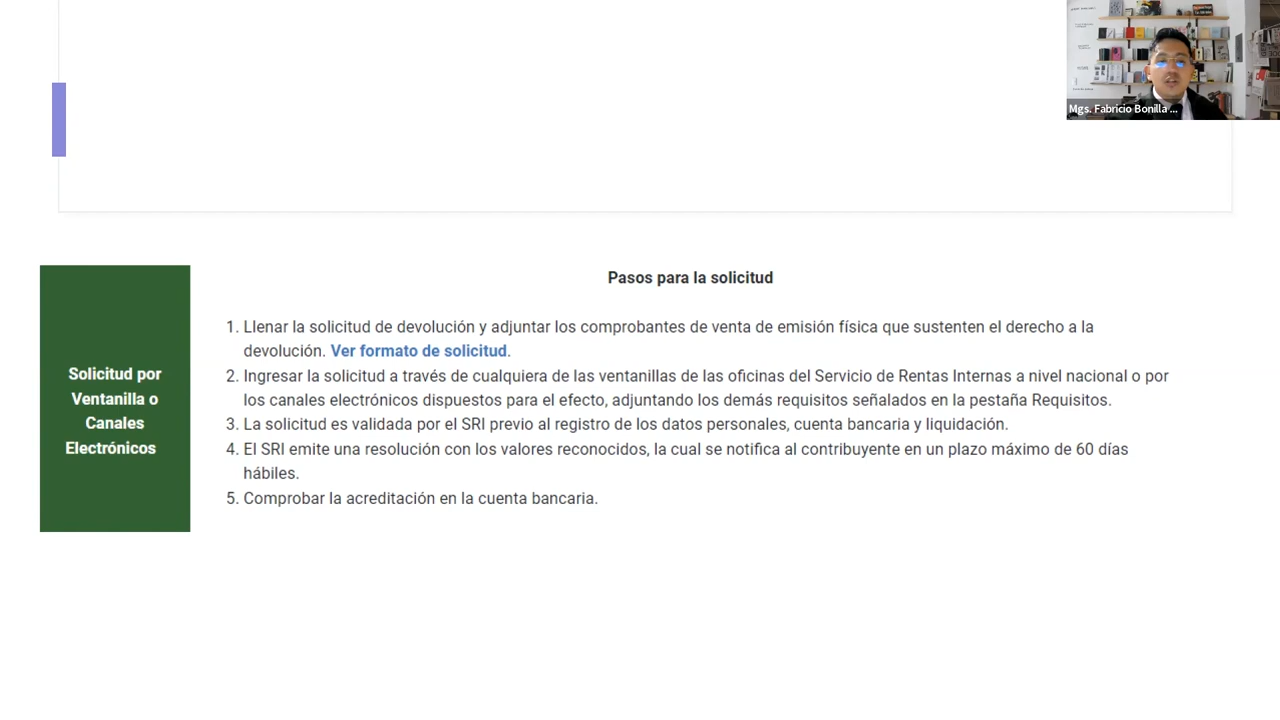 Mgs. Fabricio Bonilla ...
Pasos para la solicitud
1. Llenar la solicitud de devolución y adjuntar los comprobantes de venta de emisión física que sustenten el derecho a la
devolución. Ver formato de solicitud.
2. Ingresar la solicitud a través de cualquiera de las ventanillas de las oficinas del Servicio de Rentas Internas a nivel nacional o por
los canales electrónicos dispuestos para el efecto, adjuntando los demás requisitos señalados en la pestaña Requisitos.
3. La solicitud es validada por el SRI previo al registro de los datos personales, cuenta bancaria y liquidación.
4. El SRI emite una resolución con los valores reconocidos, la cual se notifica al contribuyente en un plazo máximo de 60 días
hábiles.
5. Comprobar la acreditación en la cuenta bancaria.
Solicitud por
Ventanilla o
Canales
Electrónicos